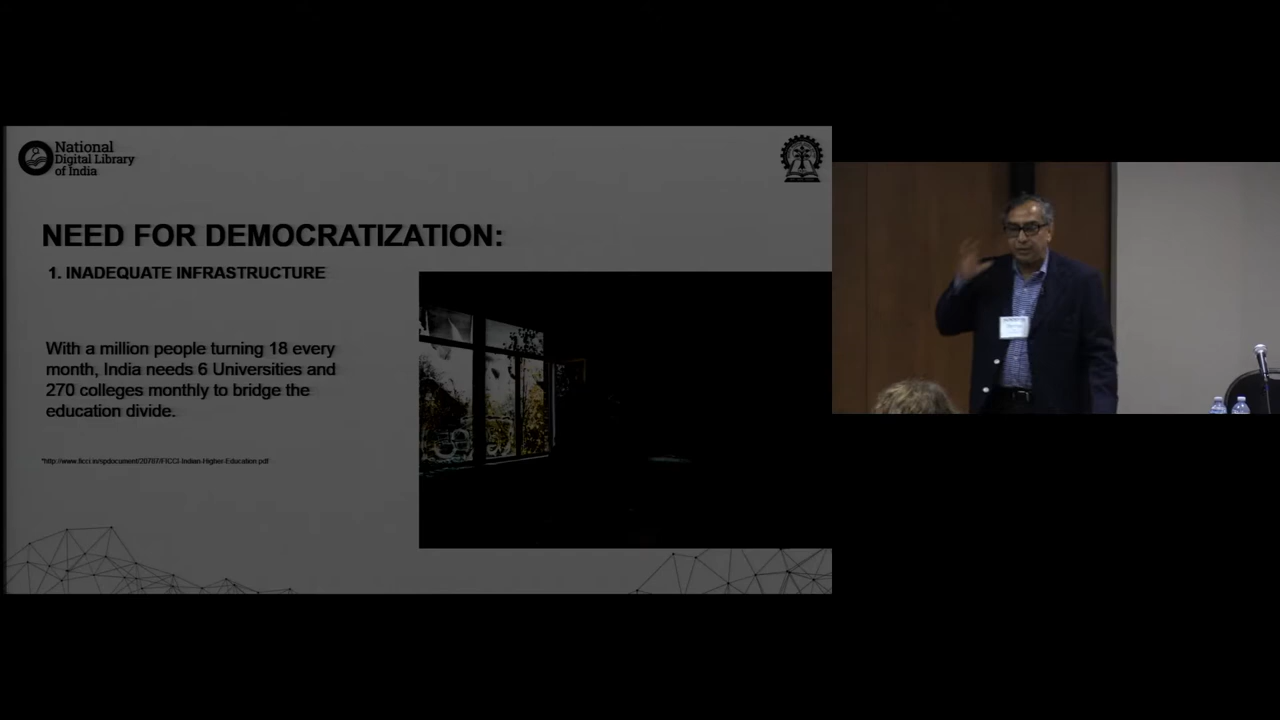 National
Digital Library
of India
NEED FOR DEMOCRATIZATION:
1. INADEQUATE INFRASTRUCTURE
With a million people turning 18 every
month, India needs 6 Universities and
270 colleges monthly to bridge the
education divide.